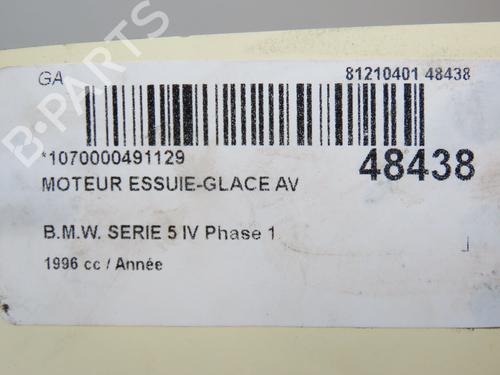 GA
81210401 48438
*1070000491129
48438
MOTEUR ESSUIE-GLACE AV
B.M.W. SERIE 5 IV Phase 1
J
1996 cc / Année
B-PARTS